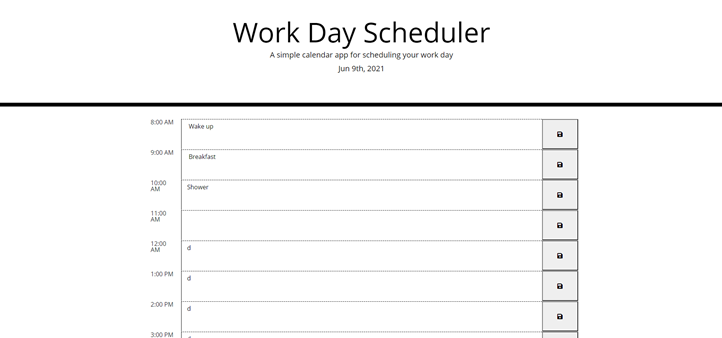 Work Day Scheduler
A simple calendar app for scheduling your work day
Jun 9th, 2021
8:00 AM
Wake up
9:00 AM
Breakfast
10:00
AM
Shower
11:00
AM
12:00
AM
d
1:00 PM
d
2:00 PM
d
3:00 PM